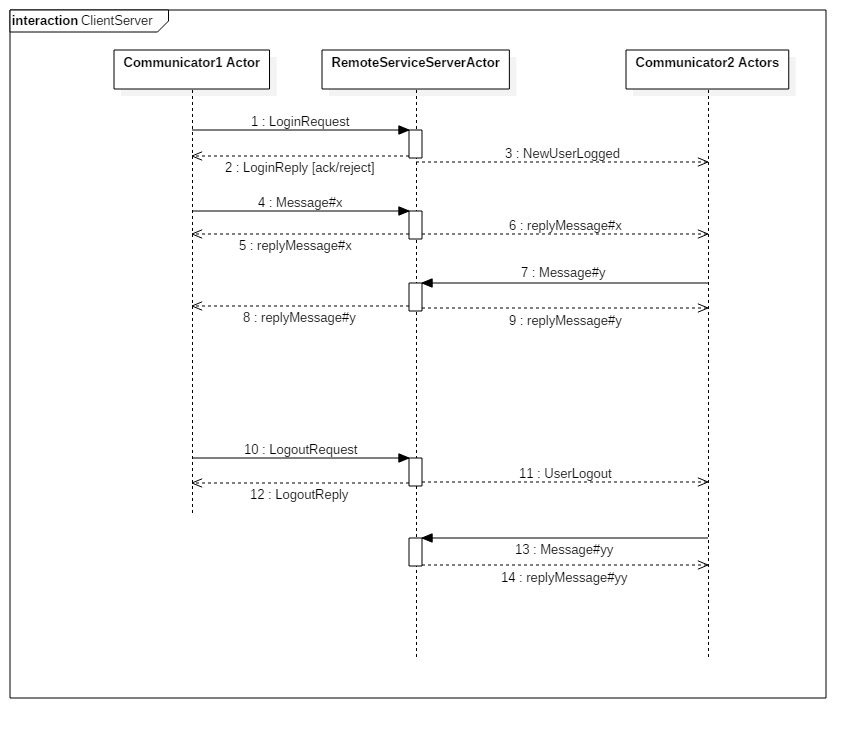 interaction ClientServer
Communicator1 Actor
RemoteServiceServerActor
Communicator2 Actors
1 : LoginRequest
2 : LoginReply [ack/reject]
3 : NewUserLogged
4 : Message#x
5 : replyMessage#x
6 : replyMessage#x
7 : Message#y
8 : replyMessage#y
9 : replyMessage#y
10 : LogoutRequest
11 : UserLogout
12 : LogoutReply
13 : Message#yy
14 : replyMessage#yy